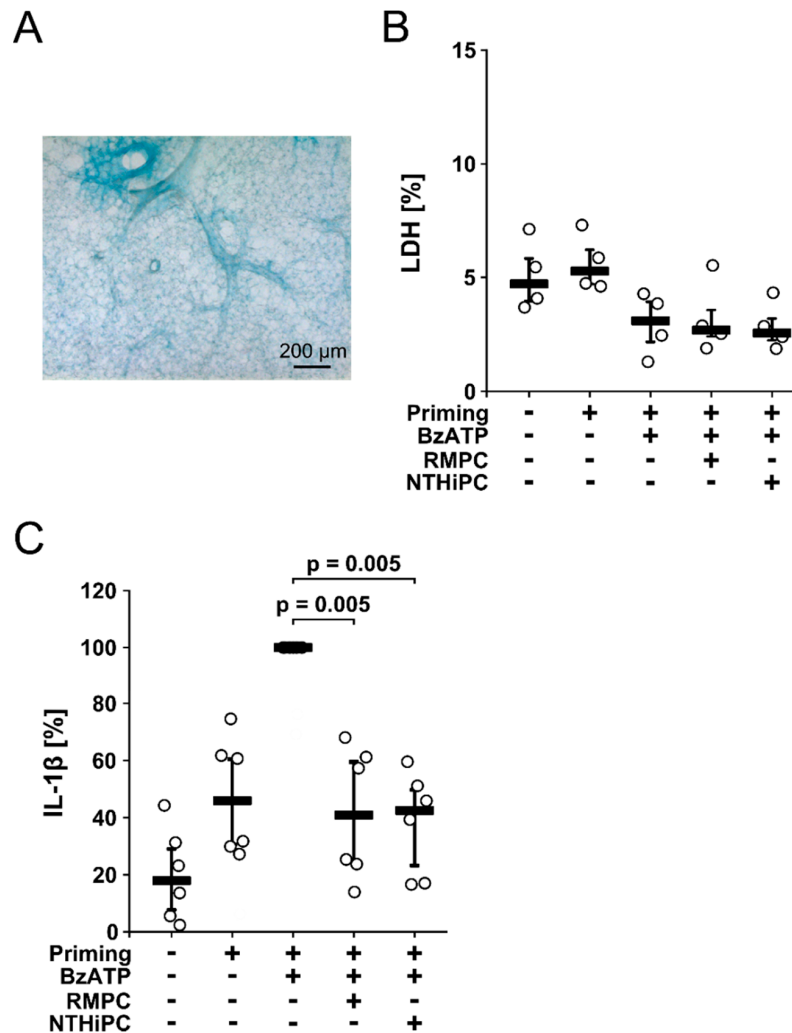 A
200 µm
B
LDH [%]
15
10
5
0
Priming - + + + +
BzATP - - + + +
RMPC - - - + -
NTHiPC - - - - +
C
p = 0.005
p = 0.005
IL-1β [%]
120
100
80
60
40
20
0
Priming - + + + +
BzATP - - + + +
RMPC - - - + -
NTHiPC - - - - +